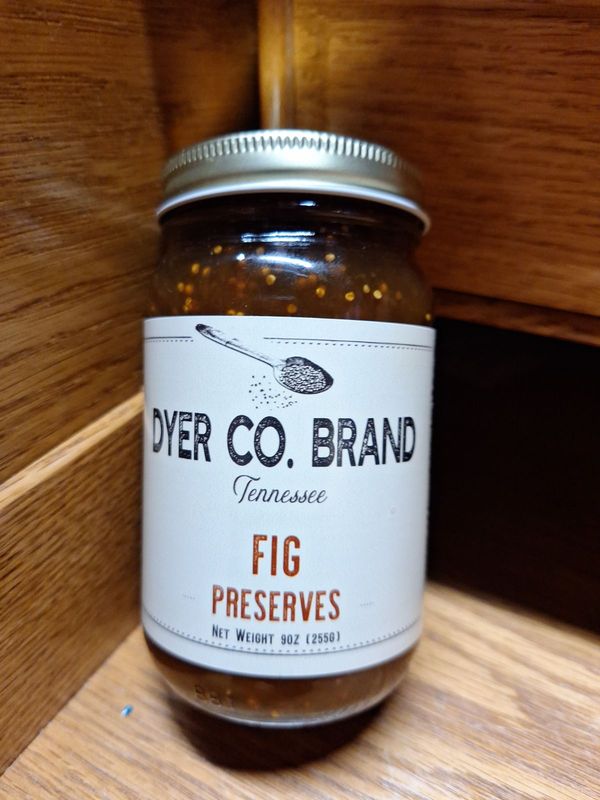 DYER CO. BRAND
Tennessee
FIG
PRESERVES
NET WEIGHT 9OZ (255G)